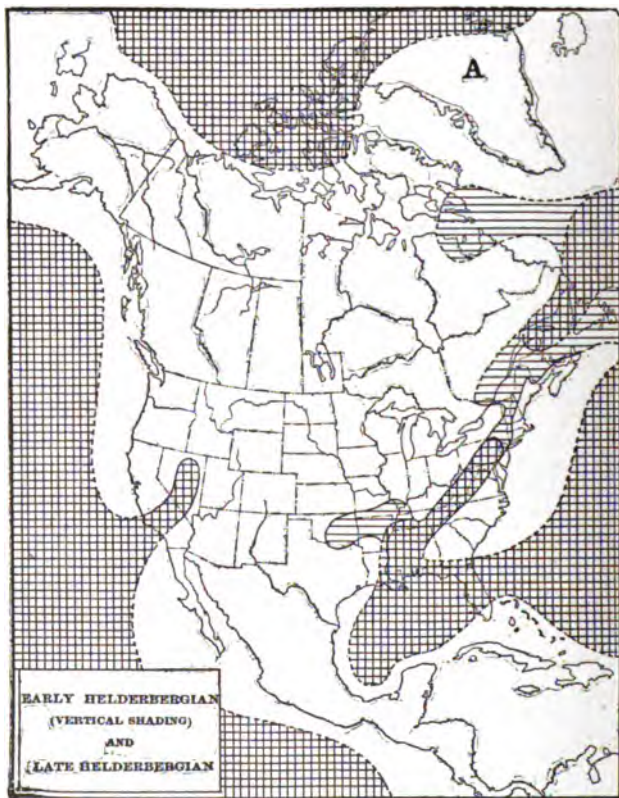 A
EARLY HELDERBERGIAN
(VERTICAL SHADING)
AND
LATE HELDERBERGIAN